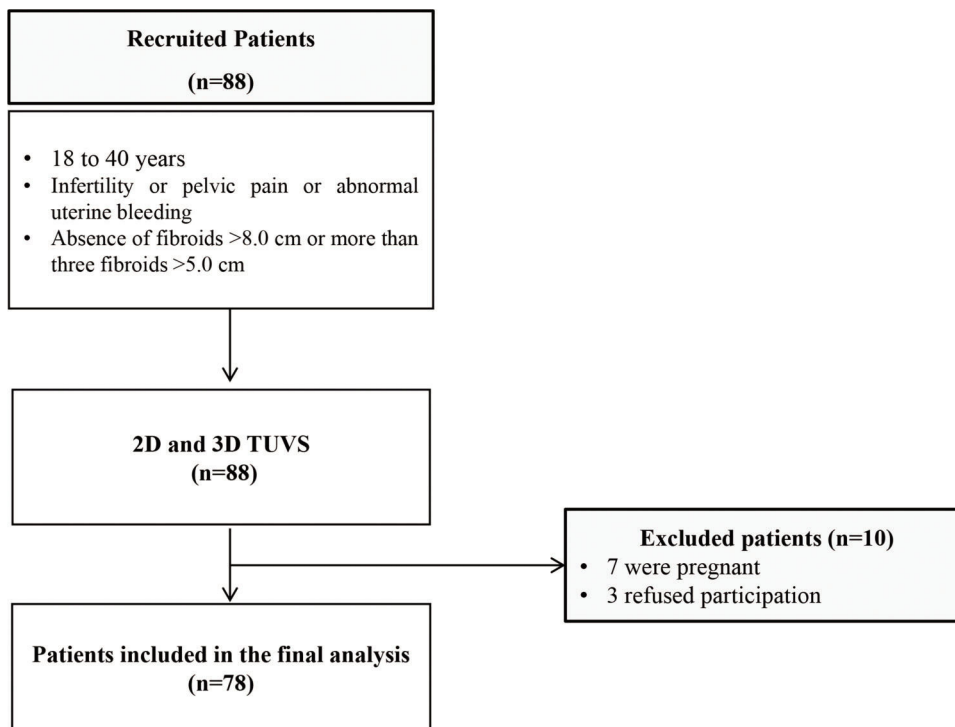 Recruited Patients
(n=88)
• 18 to 40 years
• Infertility or pelvic pain or abnormal
uterine bleeding
• Absence of fibroids >8.0 cm or more than
three fibroids >5.0 cm
2D and 3D TUVS
(n=88)
Excluded patients (n=10)
• 7 were pregnant
• 3 refused participation
Patients included in the final analysis
(n=78)